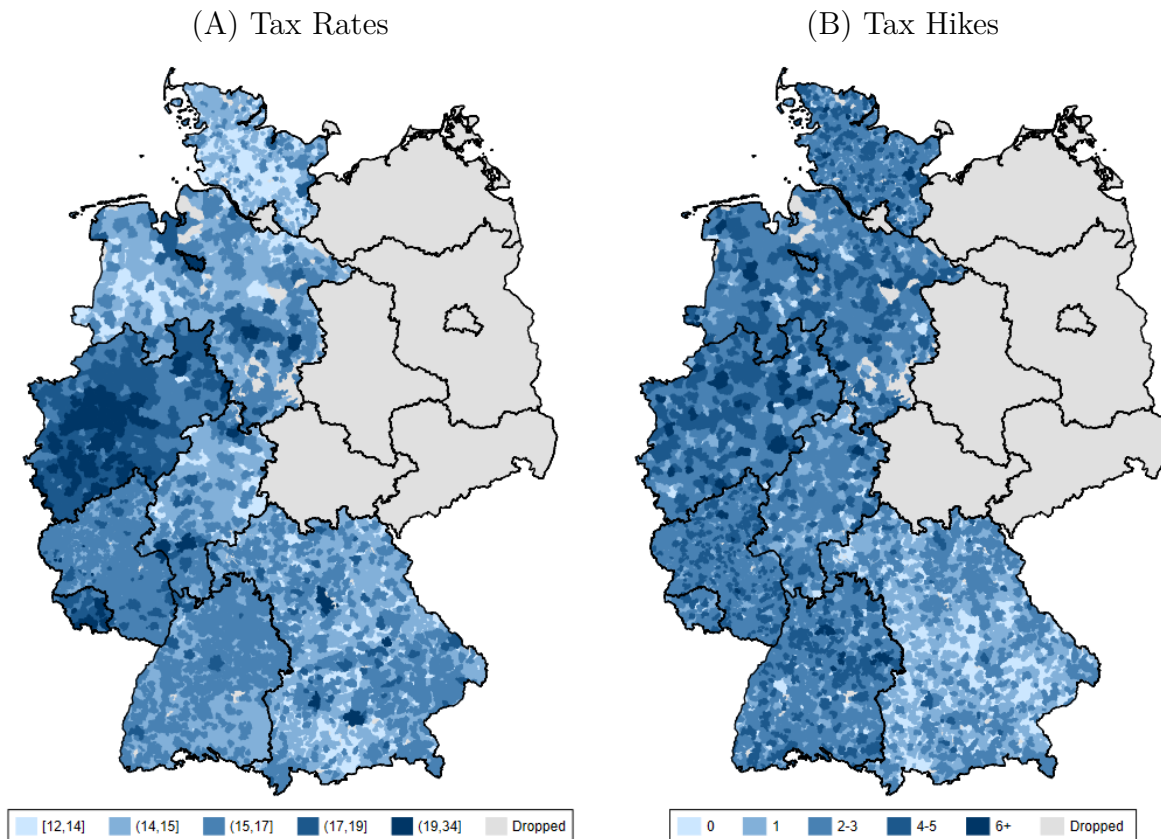 (A) Tax Rates
(B) Tax Hikes
[12,14] (14,15] (15,17] (17,19] (19,34] Dropped
0 1 2-3 4-5 6+ Dropped